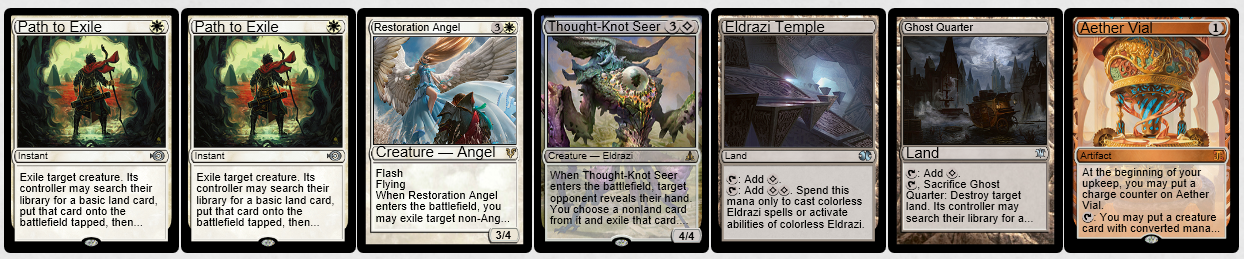 Path to Exile
Instant
Exile target creature. Its
controller may search their
library for a basic land card,
put that card onto the
battlefield tapped, then...
Path to Exile
Instant
Exile target creature. Its
controller may search their
library for a basic land card,
put that card onto the
battlefield tapped, then...
Restoration Angel 3
Creature — Angel
Flash
Flying
When Restoration Angel
enters the battlefield, you
may exile target non-Ang...
3/4
Thought-Knot Seer 3
Creature — Eldrazi
When Thought-Knot Seer
enters the battlefield, target
opponent reveals their hand.
You choose a nonland card
from it and exile that card...
4/4
Eldrazi Temple
Land
: Add .
: Add . Spend this
mana only to cast colorless
Eldrazi spells or activate
abilities of colorless Eldrazi.
Ghost Quarter
Land
: Add .
, Sacrifice Ghost
Quarter: Destroy target
land. Its controller may
search their library for a...
Aether Vial 1
Artifact
At the beginning of your
upkeep, you may put a
charge counter on Aether
Vial.
: You may put a creature
card with converted mana...